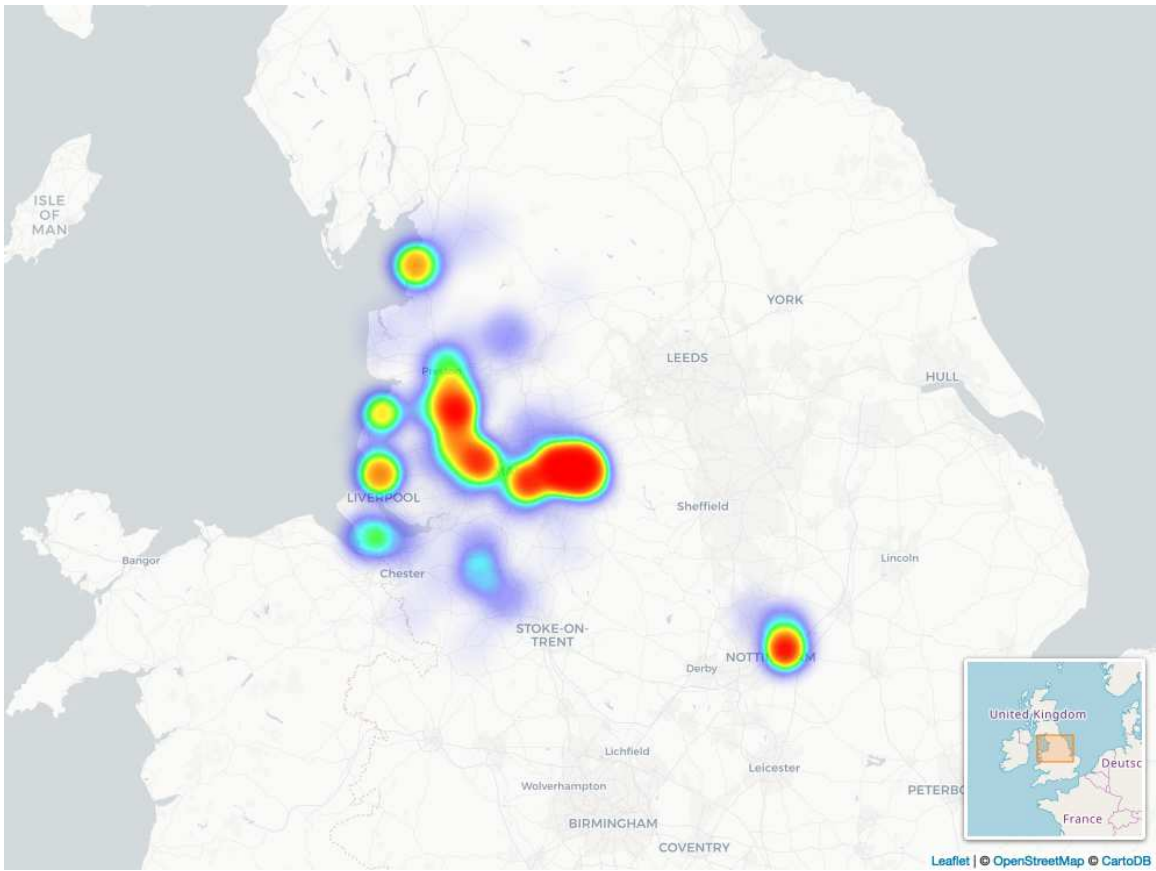 ISLE
OF
MAN
YORK
LEEDS
HULL
LIVERPOOL
Sheffield
Bangor
Chester
Lincoln
STOKE-ON-
TRENT
Derby
Lichfield
Leicester
Wolverhampton
BIRMINGHAM
COVENTRY
PETERBO
United Kingdom
Deutsc
France
Leaflet | © OpenStreetMap © CartoDB